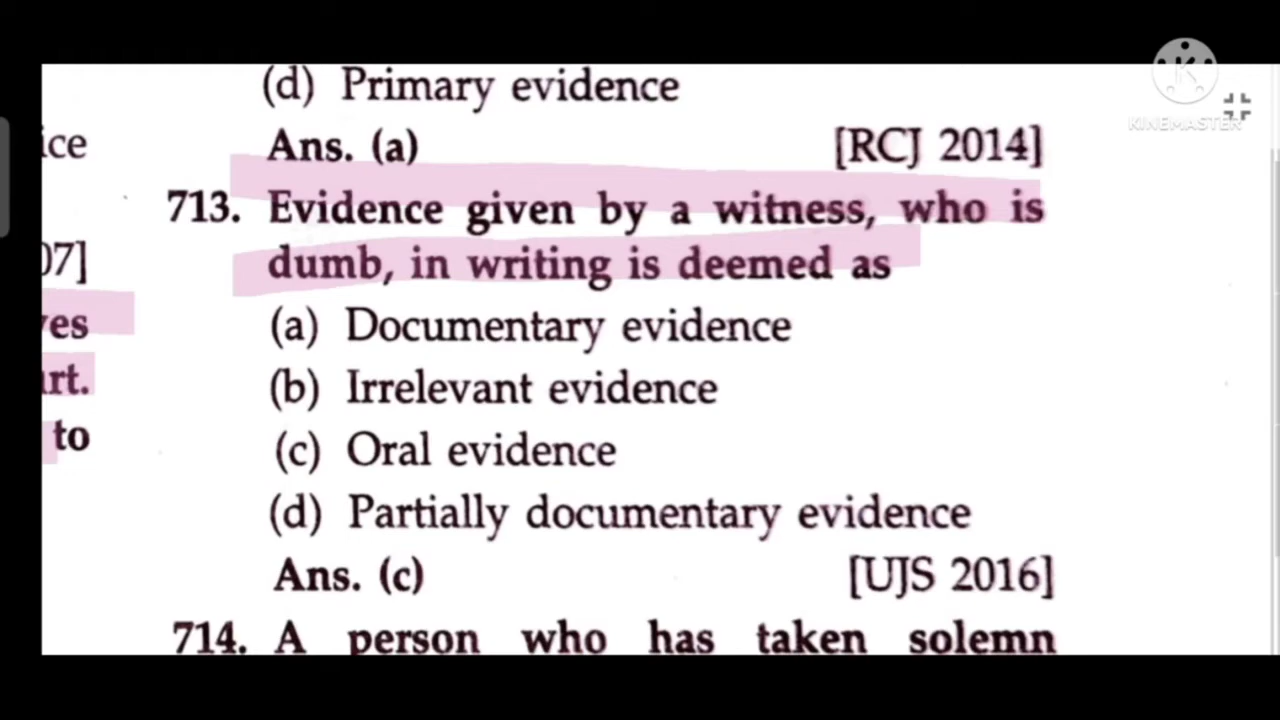 (d) Primary evidence
KINEMASTER
ice
Ans. (a) [RCJ 2014]
713. Evidence given by a witness, who is
07]
dumb, in writing is deemed as
(a) Documentary evidence
(b) Irrelevant evidence
rt.
to
(c) Oral evidence
(d) Partially documentary evidence
Ans. (c) [UJS 2016]
714. A person who has taken solemn